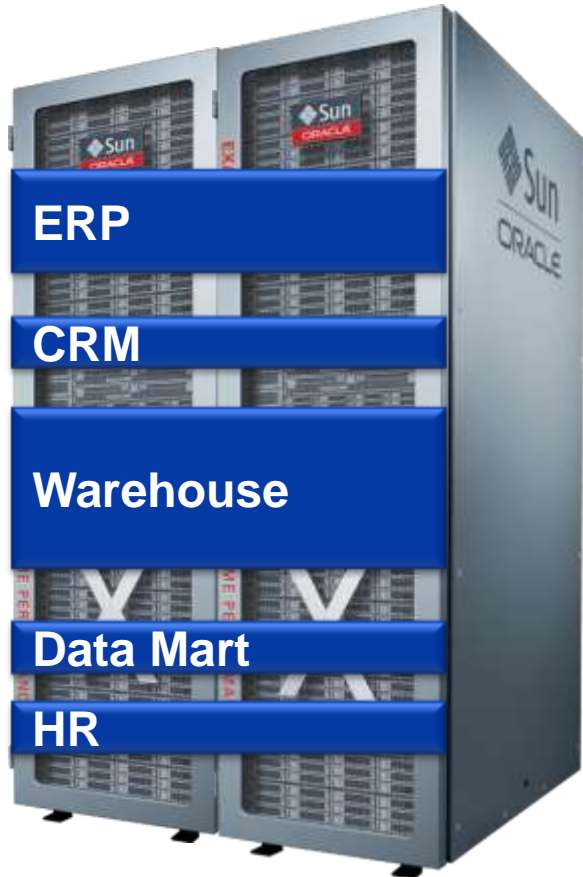 Sun
ORACLE
Sun
ORACLE
Sun
ORACLE
ERP
CRM
Warehouse
Data Mart
HR
X
X